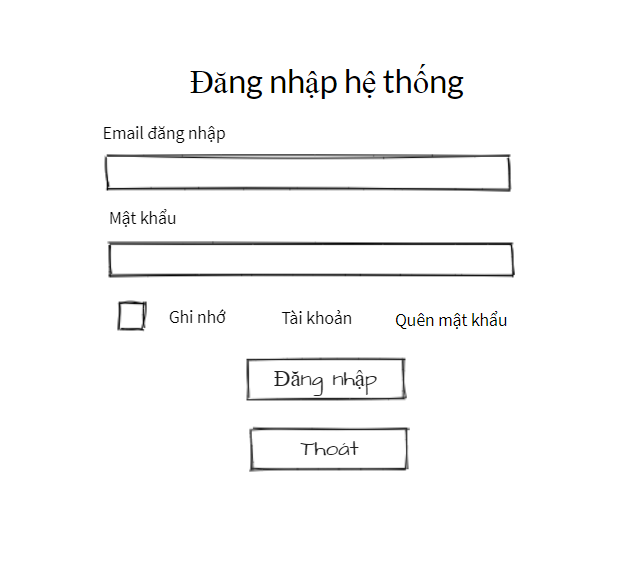 Đăng nhập hệ thống
Email đăng nhập
Mật khẩu
Ghi nhớ Tài khoản Quên mật khẩu
Đăng nhập
Thoát